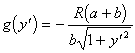 g(y') = - R(a + b) / b√(1 + y'²)